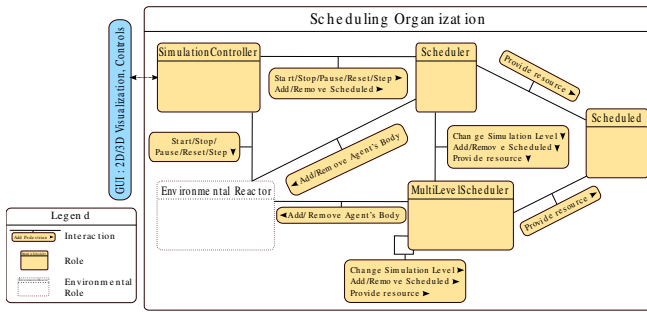 Scheduling Organization
GUI : 2D/3D Visualization, Controls
SimulationController
Scheduler
Start/Stop/Pause/Reset/Step ►
Add/Remove Scheduled ►
Provide resource ►
Scheduled
Start/Stop/
Pause/Reset/Step ▼
◄ Add/Remove Agent's Body
Change Simulation Level ▼
Add/Remove Scheduled ▼
Provide resource ▼
Environmental Reactor
MultiLevelScheduler
◄ Add/Remove Agent's Body
Provide resource ►
Change Simulation Level ►
Add/Remove Scheduled ►
Provide resource ►
Legend
Interaction
Role
Environmental
Role